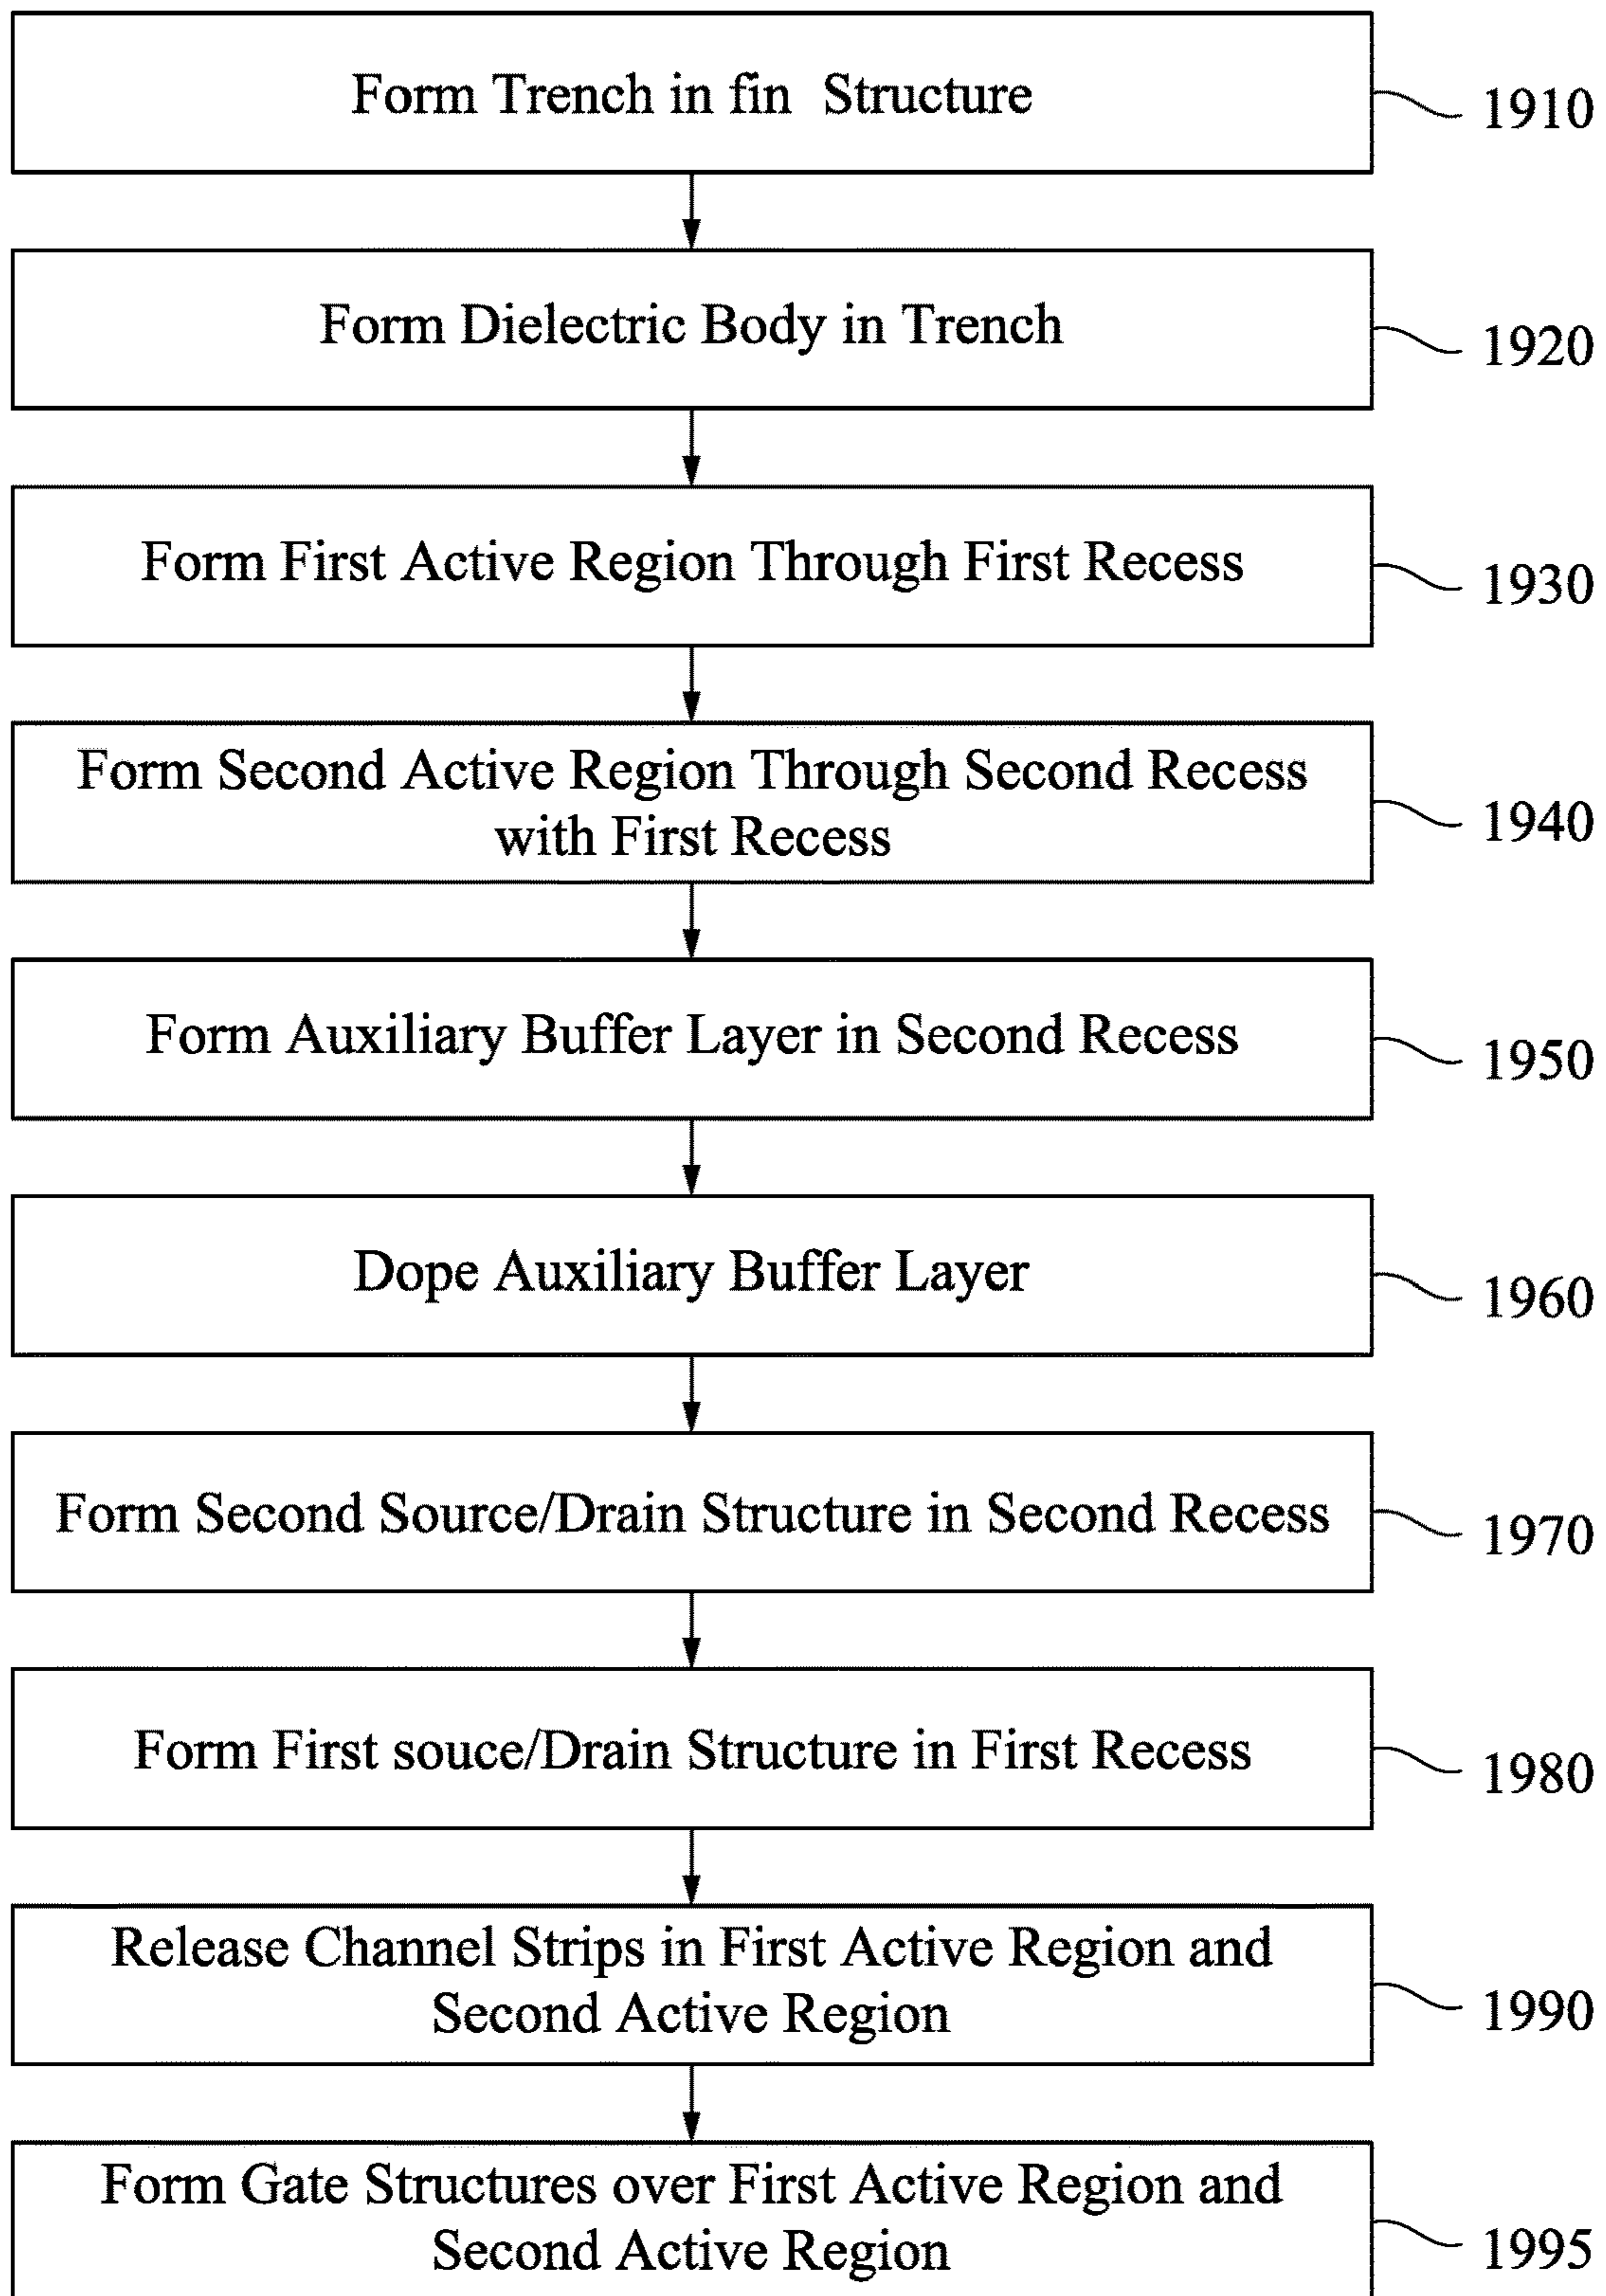 Form Trench in fin Structure
1910
Form Dielectric Body in Trench
1920
Form First Active Region Through First Recess
1930
Form Second Active Region Through Second Recess
with First Recess
1940
Form Auxiliary Buffer Layer in Second Recess
1950
Dope Auxiliary Buffer Layer
1960
Form Second Source/Drain Structure in Second Recess
1970
Form First souce/Drain Structure in First Recess
1980
Release Channel Strips in First Active Region and
Second Active Region
1990
Form Gate Structures over First Active Region and
Second Active Region
1995